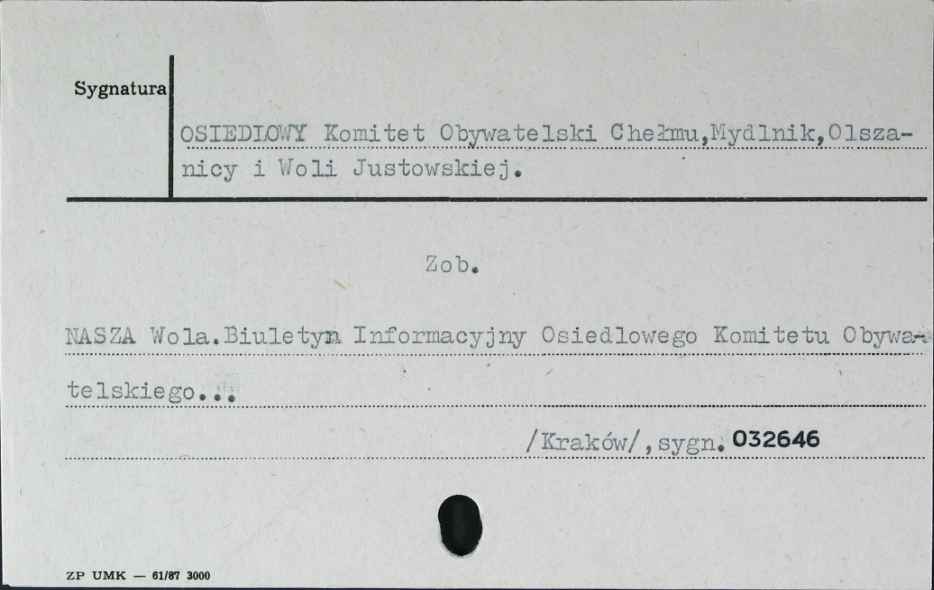 Sygnatura
OSIEDLOWY Komitet Obywatelski Chełmu,Mydlnik,Olsza-
nicy i Woli Justowskiej.
Zob.
NASZA Wola.Biuletyn Informacyjny Osiedlowego Komitetu Obywa-
telskiego...
/Kraków/,sygn. 032646
ZP UMK — 61/87 3000